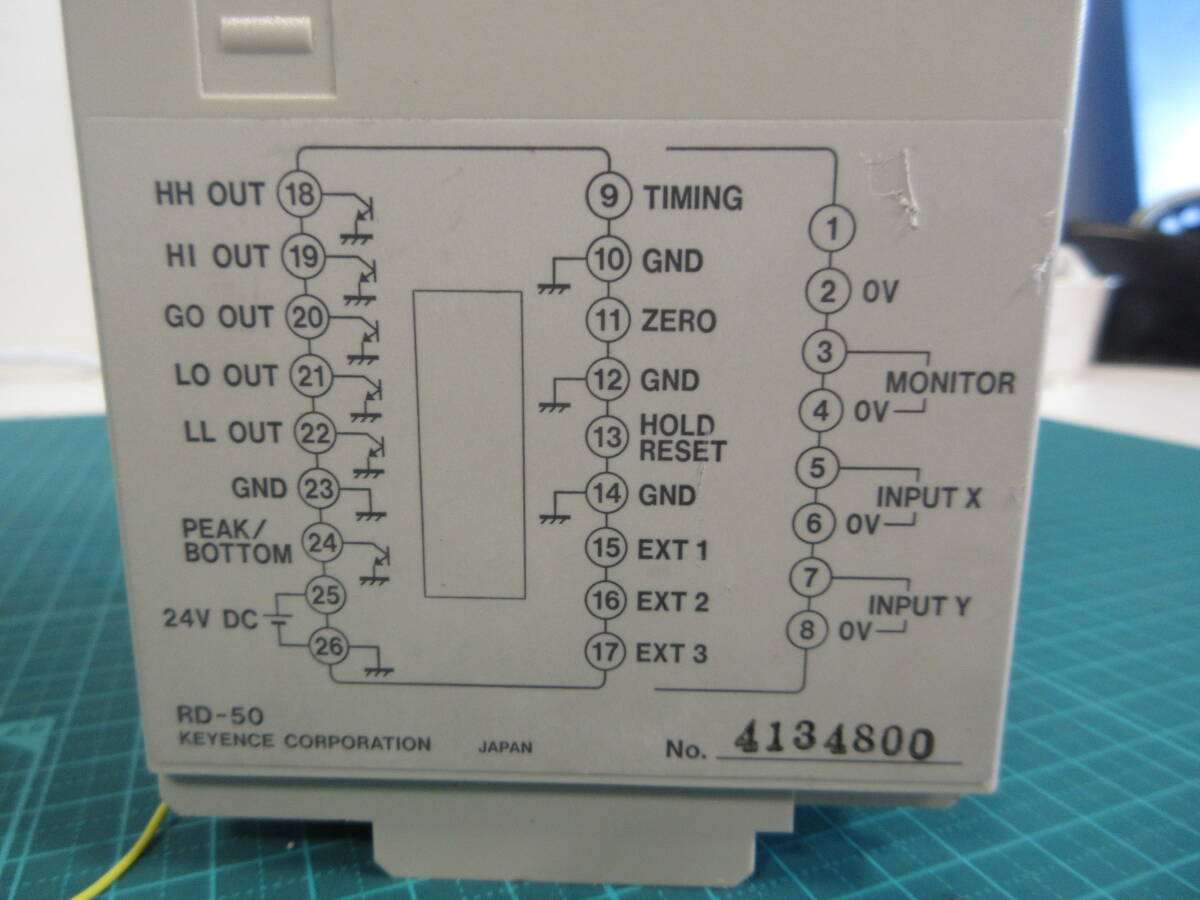 HH OUT 18
HI OUT 19
GO OUT 20
LO OUT 21
LL OUT 22
GND 23
PEAK/
BOTTOM 24
25
24V DC
26
9 TIMING
10 GND
11 ZERO
12 GND
13 HOLD
RESET
14 GND
15 EXT 1
16 EXT 2
17 EXT 3
1
2 0V
3
MONITOR
4 0V
5
INPUT X
6 0V
7
INPUT Y
8 0V
RD-50
KEYENCE CORPORATION JAPAN
No. 4134800